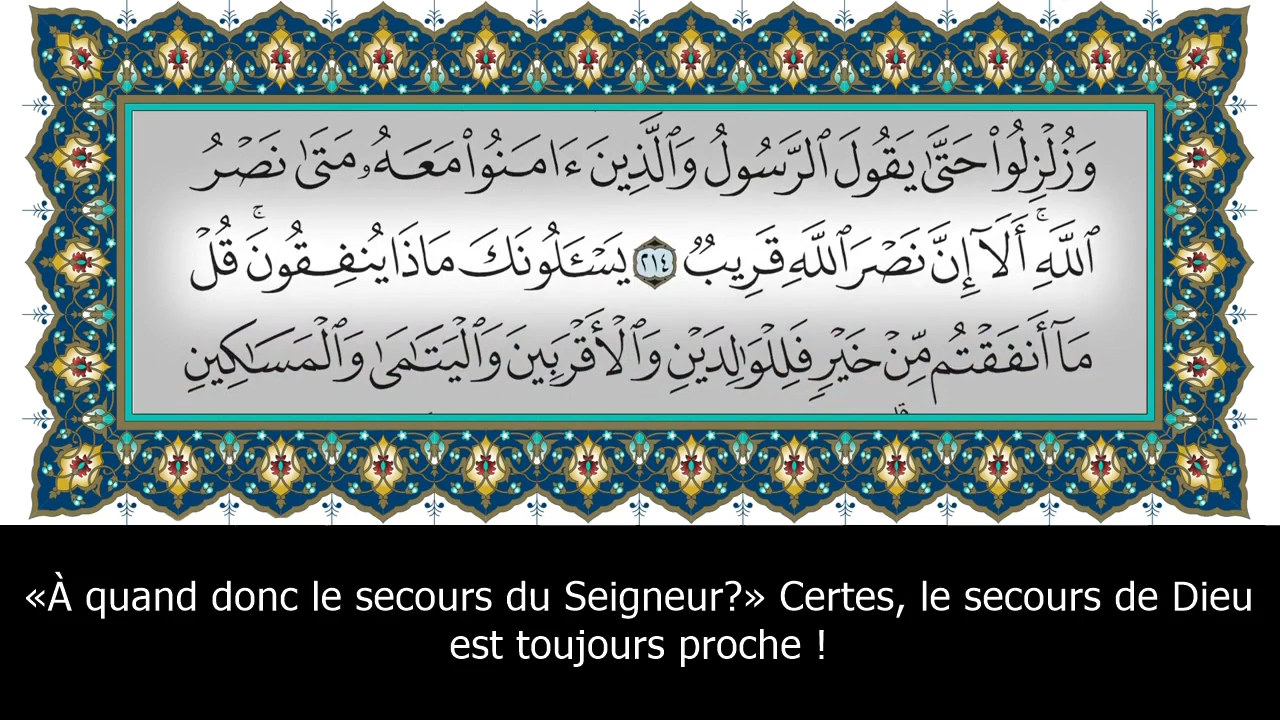 وَزُلْزِلُوا۟ حَتَّىٰ يَقُولَ ٱلرَّسُولُ وَٱلَّذِينَ ءَامَنُوا۟ مَعَهُۥ مَتَىٰ نَصْرُ
ٱللَّهِ ۗ أَلَآ إِنَّ نَصْرَ ٱللَّهِ قَرِيبٌ ٢١٤ يَسْـَٔلُونَكَ مَاذَا يُنفِقُونَ ۖ قُلْ
مَآ أَنفَقْتُم مِّنْ خَيْرٍ فَلِلْوَٰلِدَيْنِ وَٱلْأَقْرَبِينَ وَٱلْيَتَـٰمَىٰ وَٱلْمَسَـٰكِينِ
«À quand donc le secours du Seigneur?» Certes, le secours de Dieu
est toujours proche !